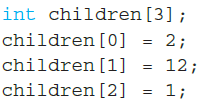 int children[3];
children[0] = 2;
children[1] = 12;
children[2] = 1;